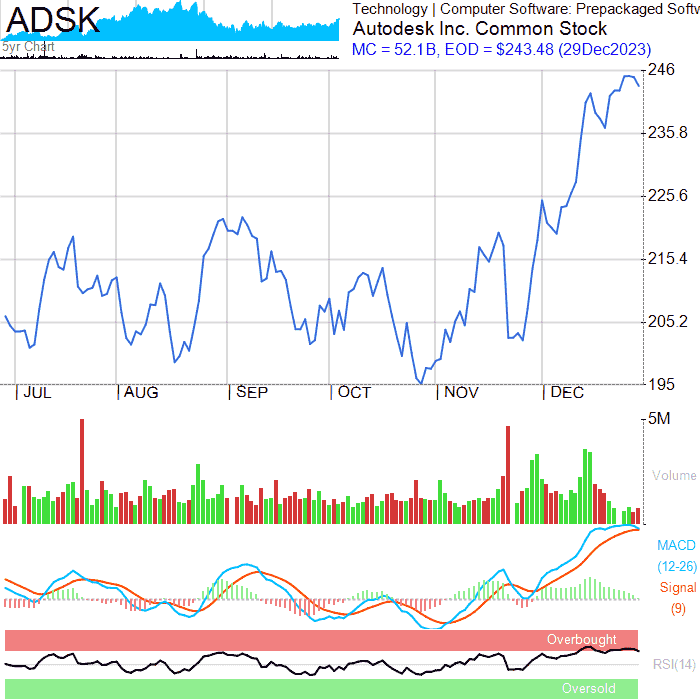 ADSK
5yr Chart
Technology | Computer Software: Prepackaged Softw
Autodesk Inc. Common Stock
MC = 52.1B, EOD = $243.48 (29Dec2023)
246
235.8
225.6
215.4
205.2
195
JUL AUG SEP OCT NOV DEC
5M
Volume
MACD
(12-26)
Signal
(9)
Overbought
RSI(14)
Oversold